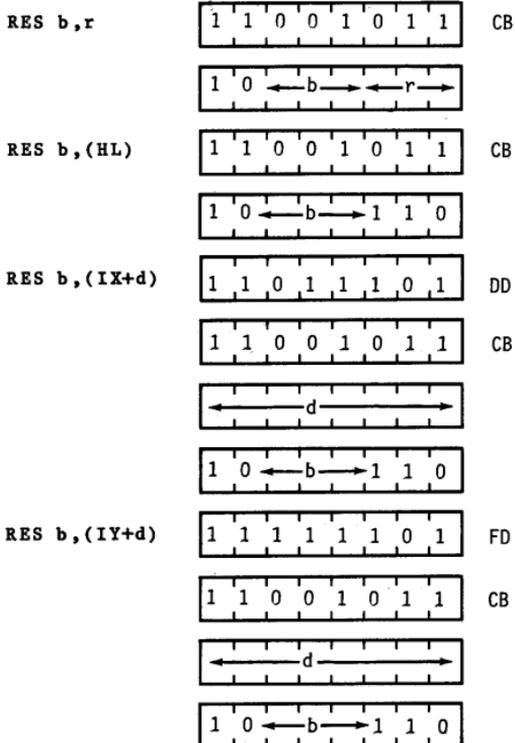 RES b,r 1 1 0 0 1 0 1 1 CB
1 0 b r
RES b,(HL) 1 1 0 0 1 0 1 1 CB
1 0 b 1 1 0
RES b,(IX+d) 1 1 0 1 1 1 0 1 DD
1 1 0 0 1 0 1 1 CB
d
1 0 b 1 1 0
RES b,(IY+d) 1 1 1 1 1 1 0 1 FD
1 1 0 0 1 0 1 1 CB
d
1 0 b 1 1 0